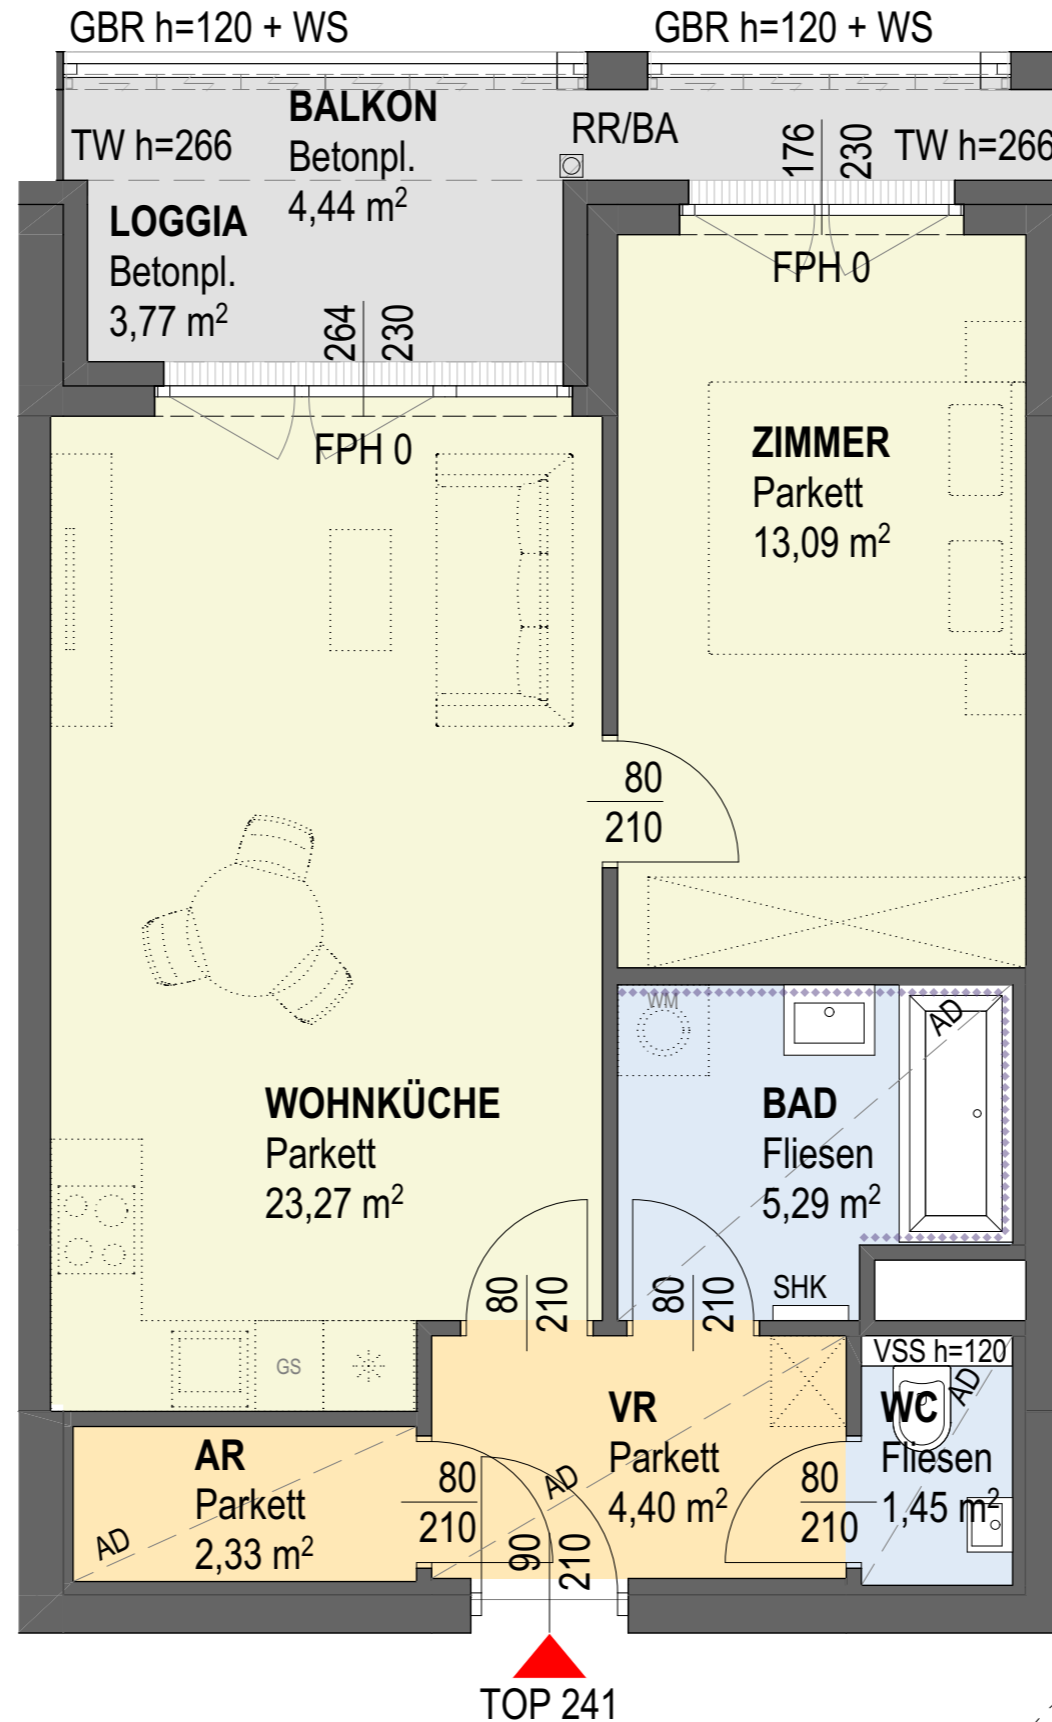 GBR h=120 + WS
GBR h=120 + WS
BALKON
Betonpl.
4,44 m²
TW h=266
RR/BA
176
230
TW h=266
LOGGIA
Betonpl.
3,77 m²
264
230
FPH 0
FPH 0
ZIMMER
Parkett
13,09 m²
80
210
WM
AD
WOHNKÜCHE
Parkett
23,27 m²
BAD
Fliesen
5,29 m²
80
210
80
210
SHK
GS
VSS h=120
AD
VR
Parkett
4,40 m²
WC
Fliesen
1,45 m²
AR
Parkett
2,33 m²
AD
80
210
AD
90
210
80
210
TOP 241